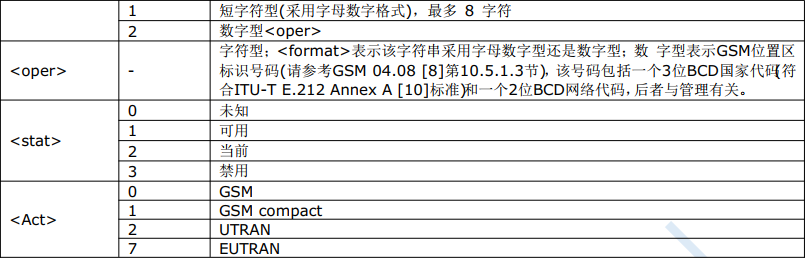 1 短字符型(采用字母数字格式)，最多 8 字符
2 数字型<oper>
<oper> - 字符型；<format>表示该字符串采用字母数字型还是数字型；数 字型表示GSM位置区
标识号码(请参考GSM 04.08 [8]第10.5.1.3节)，该号码包括一个3位BCD国家代码(符
合ITU-T E.212 Annex A [10]标准)和一个2位BCD网络代码，后者与管理有关。
<stat> 0 未知
1 可用
2 当前
3 禁用
<Act> 0 GSM
1 GSM compact
2 UTRAN
7 EUTRAN